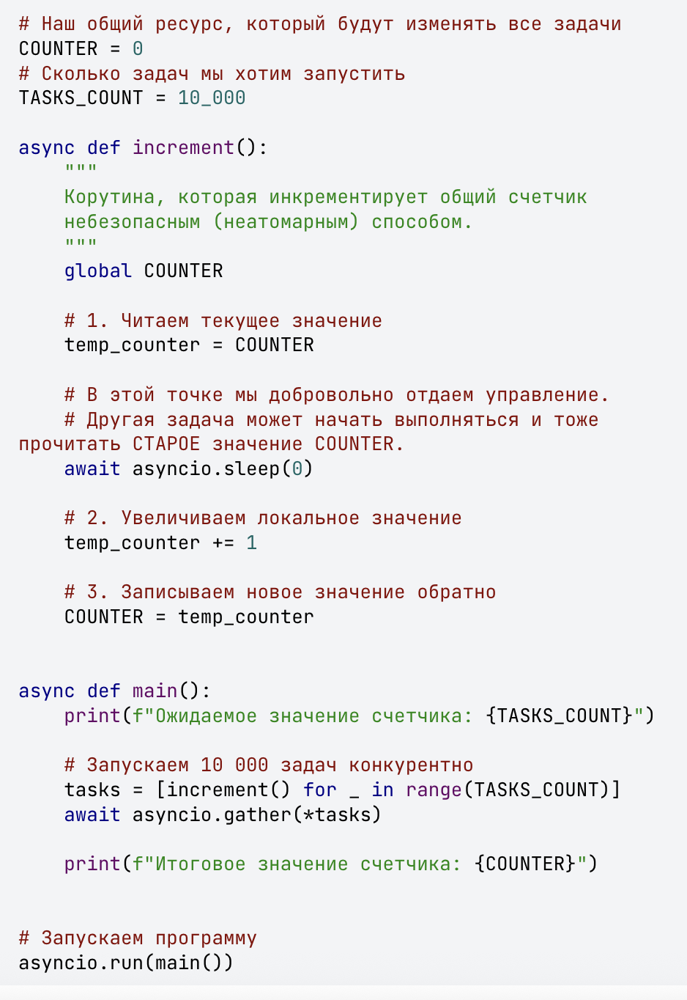 # Наш общий ресурс, который будут изменять все задачи
COUNTER = 0
# Сколько задач мы хотим запустить
TASKS_COUNT = 10_000

async def increment():
    """
    Корутина, которая инкрементирует общий счетчик
    небезопасным (неатомарным) способом.
    """
    global COUNTER

    # 1. Читаем текущее значение
    temp_counter = COUNTER

    # В этой точке мы добровольно отдаем управление.
    # Другая задача может начать выполняться и тоже
прочитать СТАРОЕ значение COUNTER.
    await asyncio.sleep(0)

    # 2. Увеличиваем локальное значение
    temp_counter += 1

    # 3. Записываем новое значение обратно
    COUNTER = temp_counter


async def main():
    print(f"Ожидаемое значение счетчика: {TASKS_COUNT}")

    # Запускаем 10 000 задач конкурентно
    tasks = [increment() for _ in range(TASKS_COUNT)]
    await asyncio.gather(*tasks)

    print(f"Итоговое значение счетчика: {COUNTER}")


# Запускаем программу
asyncio.run(main())